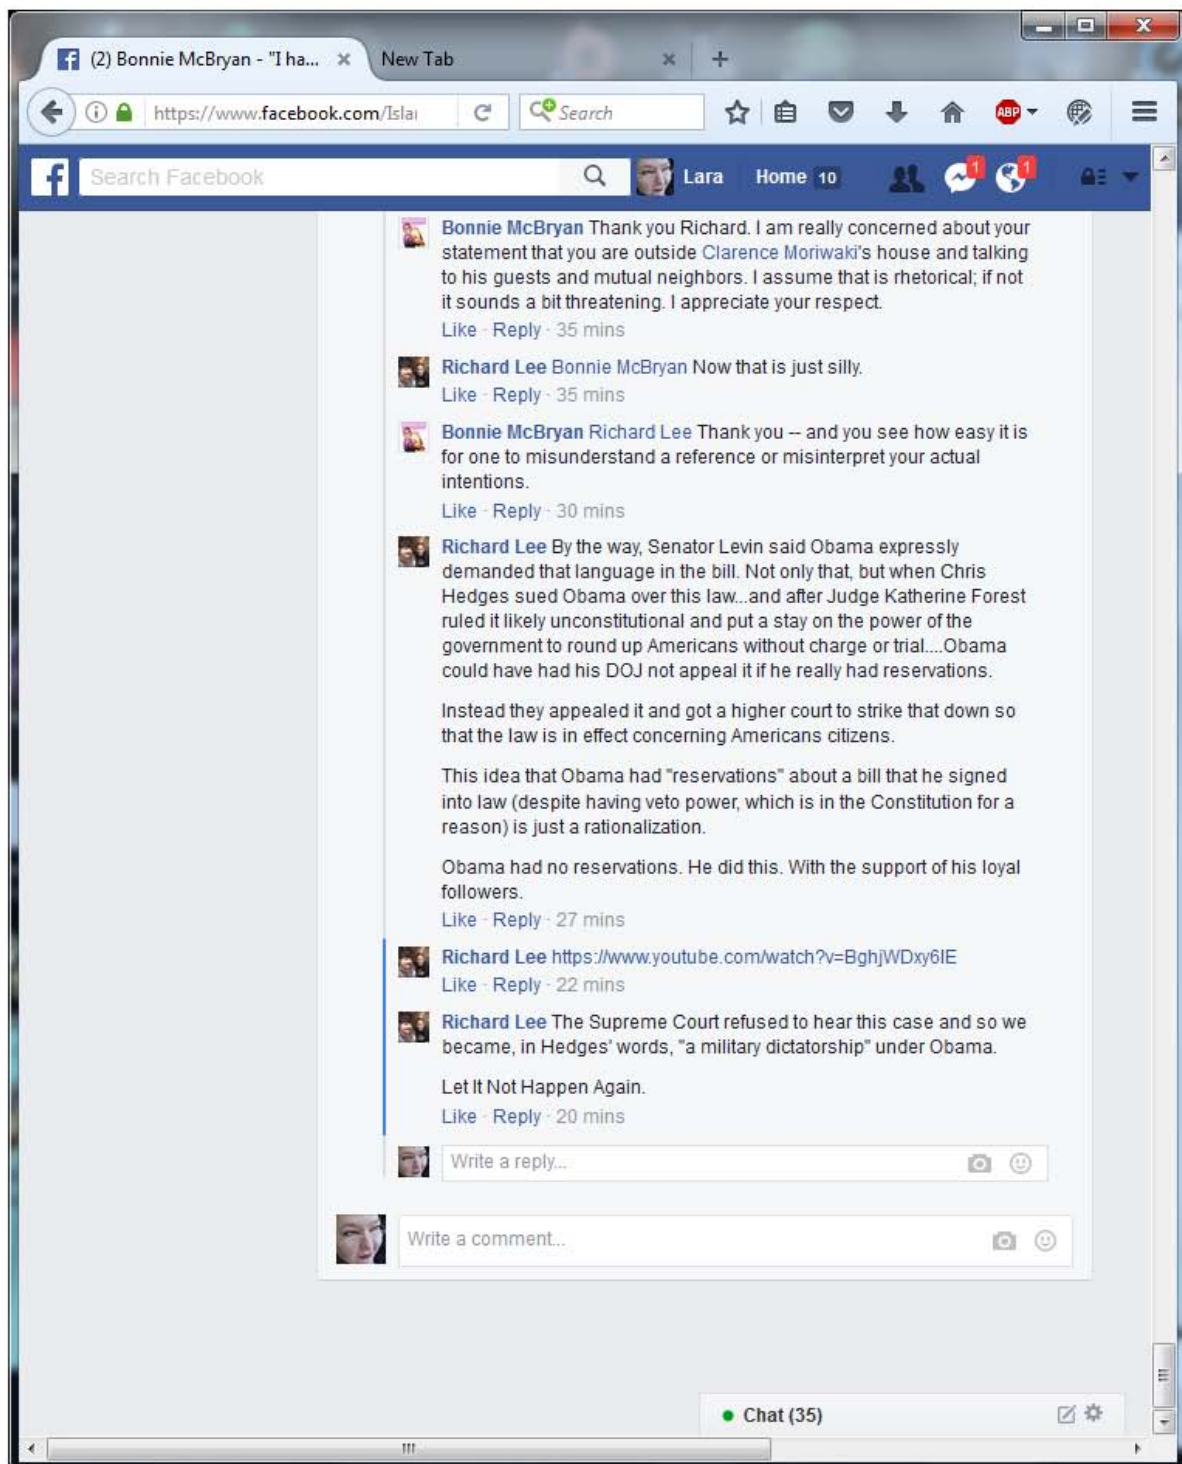 (2) Bonnie McBryan - "I ha...
New Tab
https://www.facebook.com/Isla
Search
ABP
Search Facebook
Lara
Home 10
1
1
Bonnie McBryan Thank you Richard. I am really concerned about your
statement that you are outside Clarence Moriwaki's house and talking
to his guests and mutual neighbors. I assume that is rhetorical; if not
it sounds a bit threatening. I appreciate your respect.
Like · Reply · 35 mins
Richard Lee Bonnie McBryan Now that is just silly.
Like · Reply · 35 mins
Bonnie McBryan Richard Lee Thank you -- and you see how easy it is
for one to misunderstand a reference or misinterpret your actual
intentions.
Like · Reply · 30 mins
Richard Lee By the way, Senator Levin said Obama expressly
demanded that language in the bill. Not only that, but when Chris
Hedges sued Obama over this law...and after Judge Katherine Forest
ruled it likely unconstitutional and put a stay on the power of the
government to round up Americans without charge or trial....Obama
could have had his DOJ not appeal it if he really had reservations.
Instead they appealed it and got a higher court to strike that down so
that the law is in effect concerning Americans citizens.
This idea that Obama had "reservations" about a bill that he signed
into law (despite having veto power, which is in the Constitution for a
reason) is just a rationalization.
Obama had no reservations. He did this. With the support of his loyal
followers.
Like · Reply · 27 mins
Richard Lee https://www.youtube.com/watch?v=BghjWDxy6IE
Like · Reply · 22 mins
Richard Lee The Supreme Court refused to hear this case and so we
became, in Hedges' words, "a military dictatorship" under Obama.
Let It Not Happen Again.
Like · Reply · 20 mins
Write a reply...
Write a comment...
Chat (35)